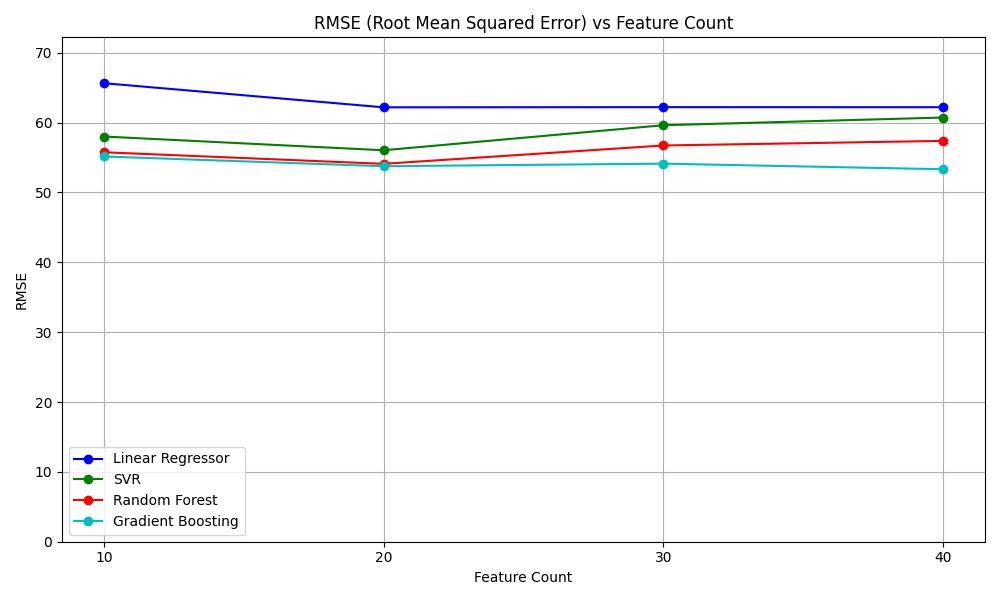 RMSE (Root Mean Squared Error) vs Feature Count
70
60
50
40
30
20
10
0
RMSE
Linear Regressor
SVR
Random Forest
Gradient Boosting
10 20 30 40
Feature Count